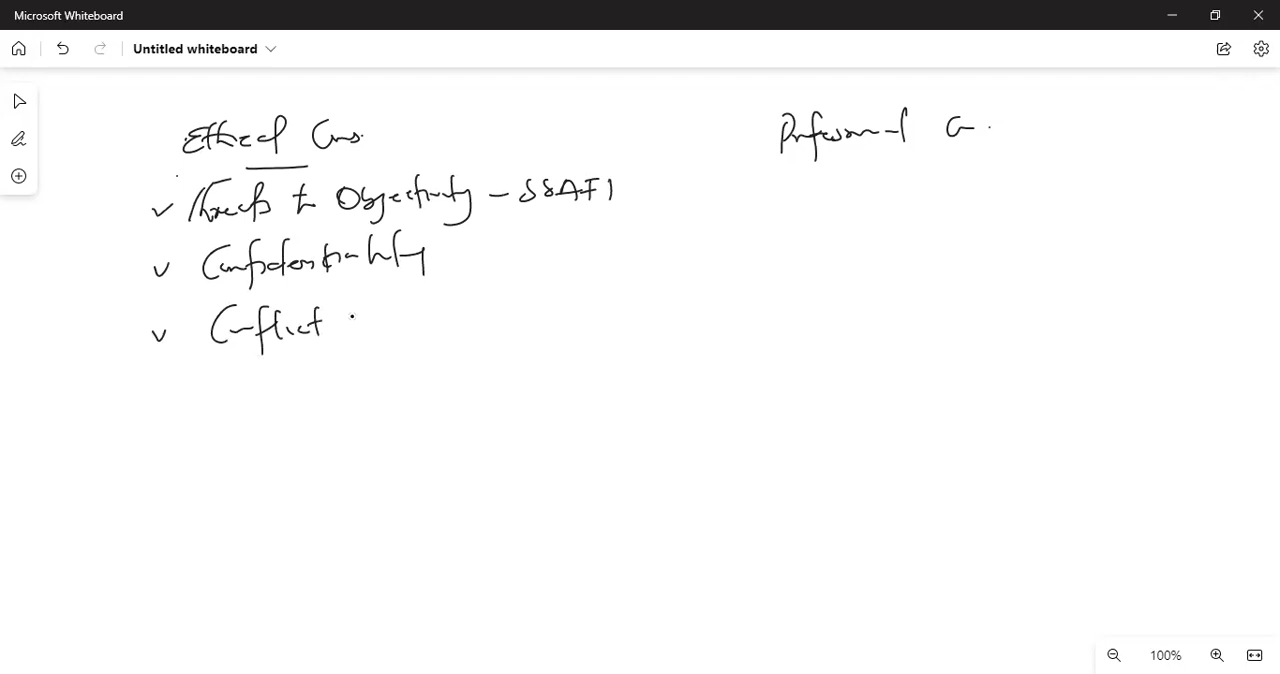 Microsoft Whiteboard
Untitled whiteboard
Ethical Cons.
Professional C
Threats to Objectivity - SSAFI
Confidentiality
Conflict
100%